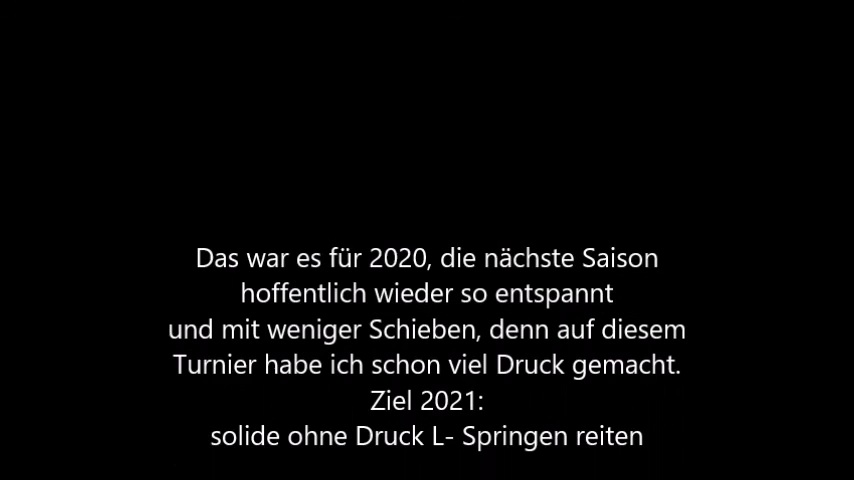 Das war es für 2020, die nächste Saison
hoffentlich wieder so entspannt
und mit weniger Schieben, denn auf diesem
Turnier habe ich schon viel Druck gemacht.
Ziel 2021:
solide ohne Druck L- Springen reiten